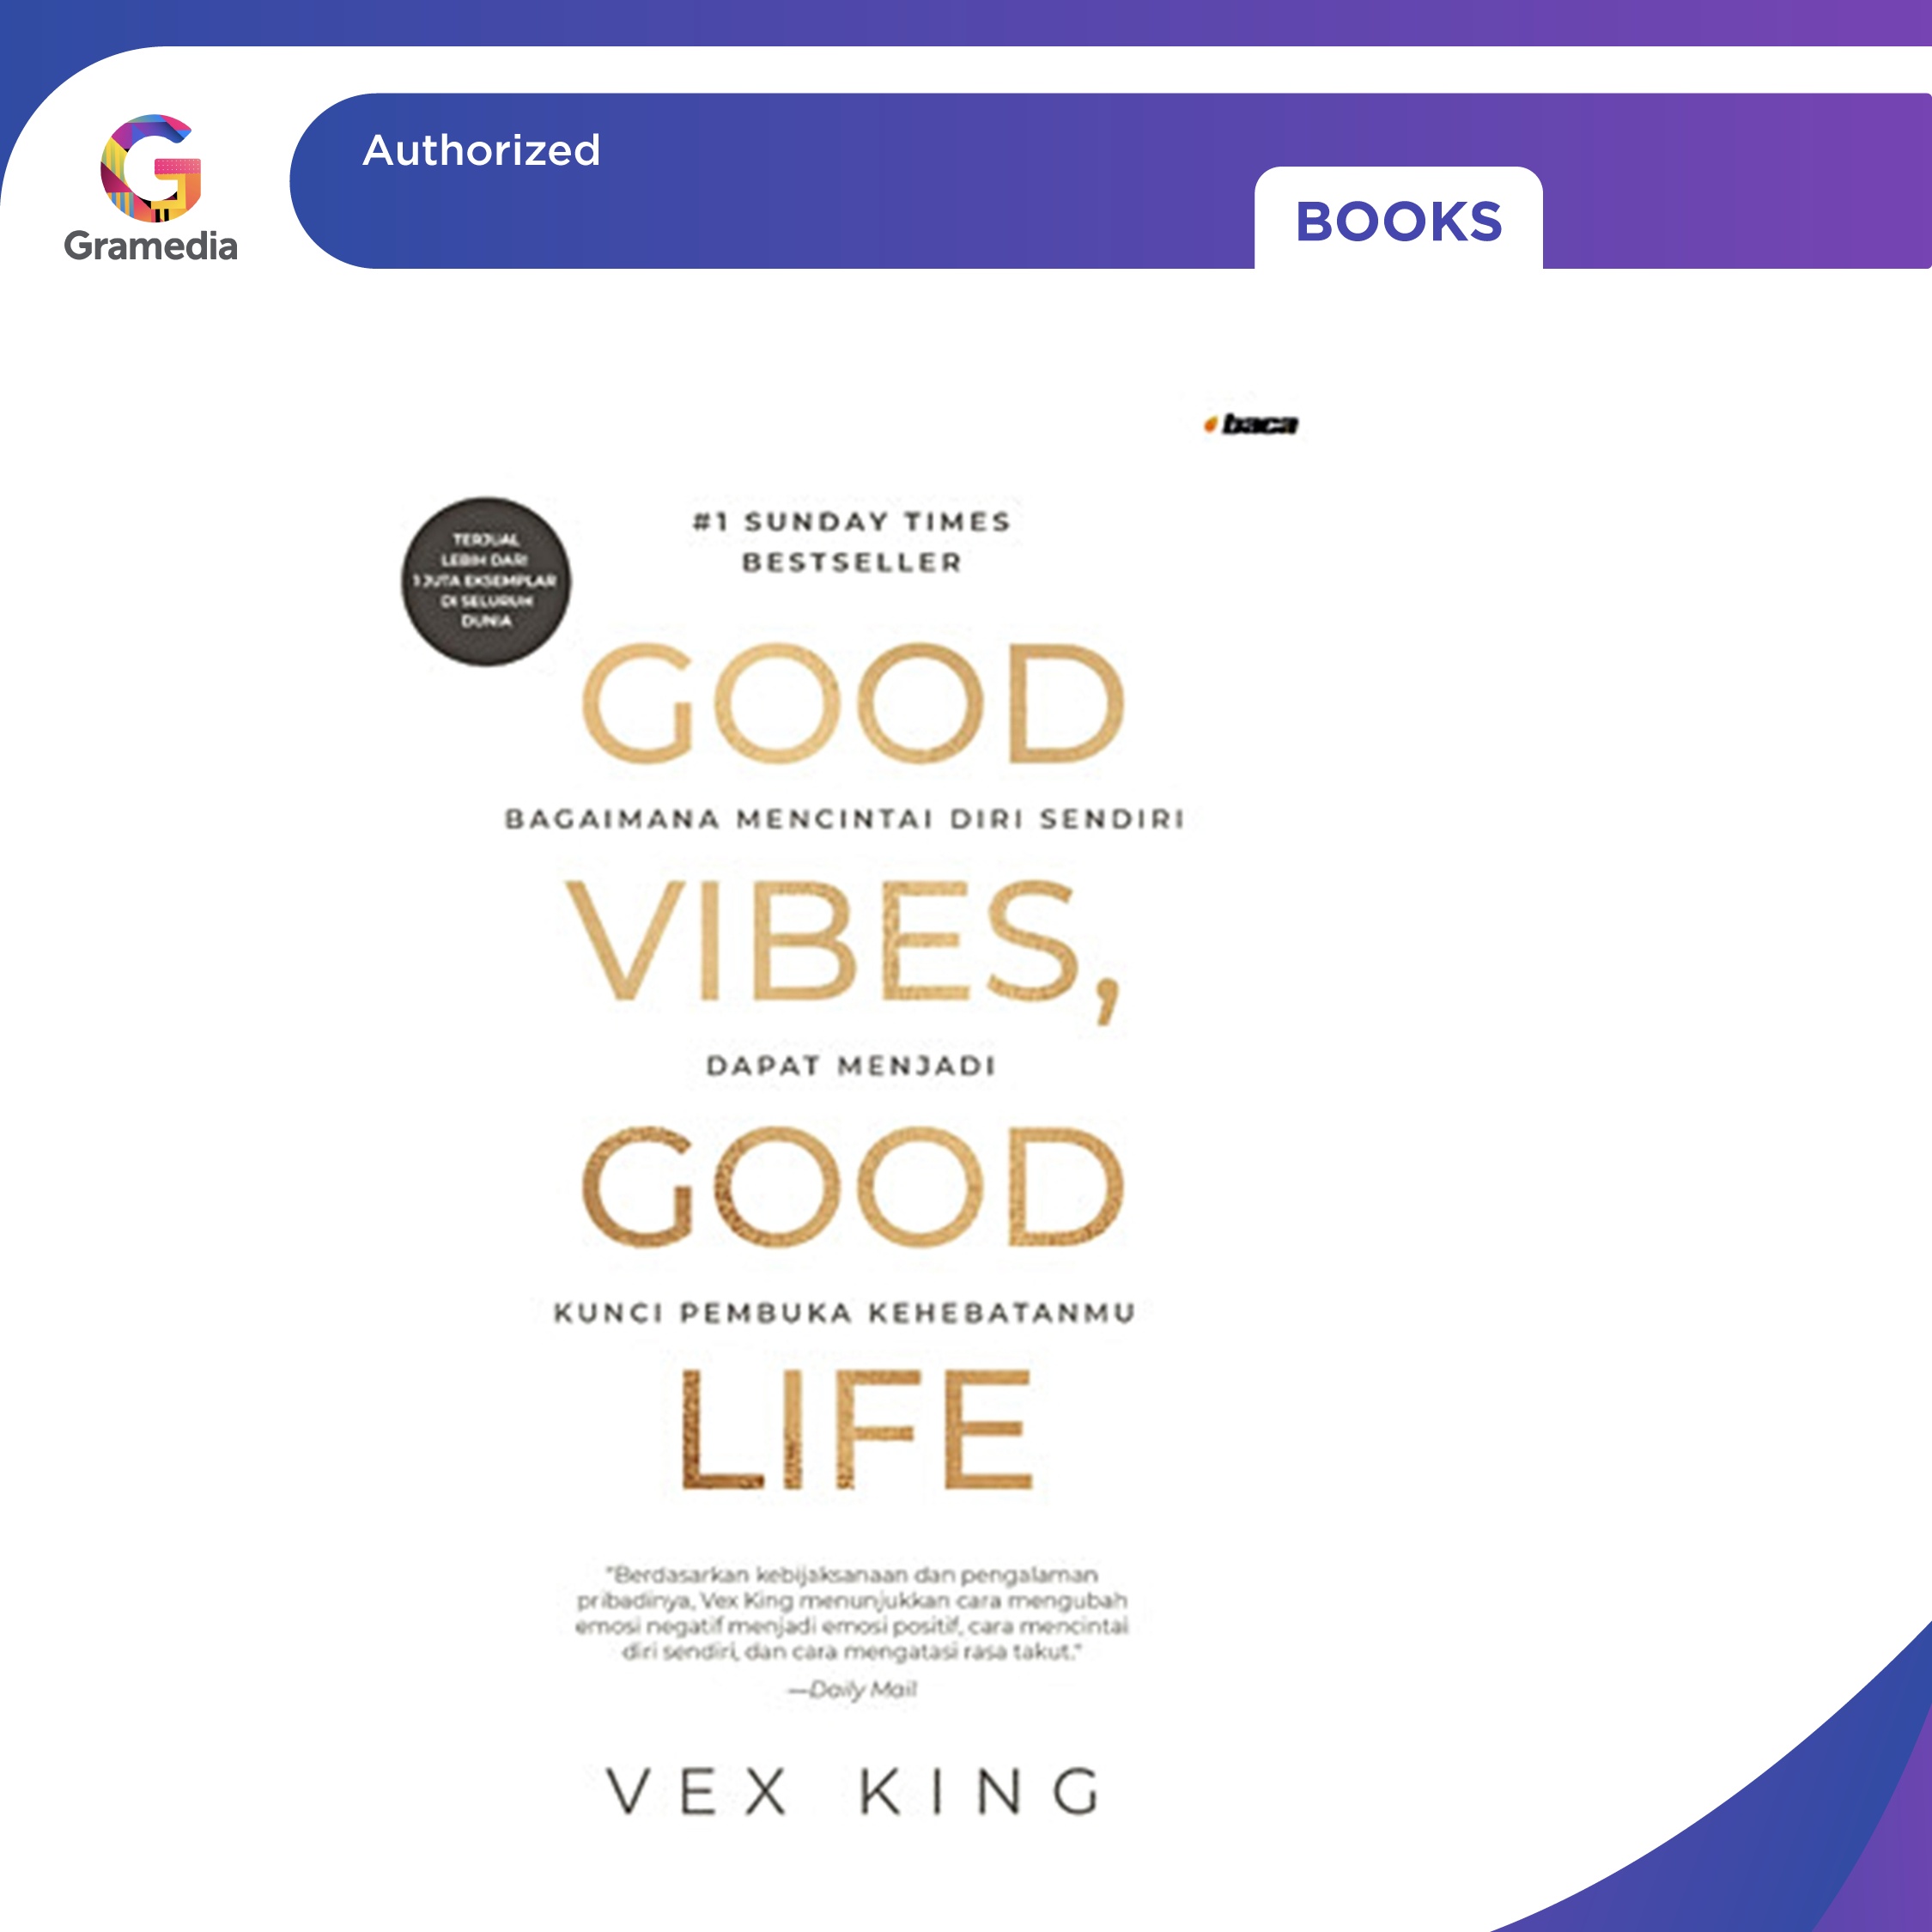 Authorized
Gramedia
BOOKS
baca
TERJUAL
LEBIH DARI
1 JUTA EKSEMPLAR
DI SELURUH
DUNIA
#1 SUNDAY TIMES
BESTSELLER
GOOD
BAGAIMANA MENCINTAI DIRI SENDIRI
VIBES,
DAPAT MENJADI
GOOD
KUNCI PEMBUKA KEHEBATANMU
LIFE
"Berdasarkan kebijaksanaan dan pengalaman
pribadinya, Vex King menunjukkan cara mengubah
emosi negatif menjadi emosi positif, cara mencintai
diri sendiri, dan cara mengatasi rasa takut."
—Daily Mail
VEX KING